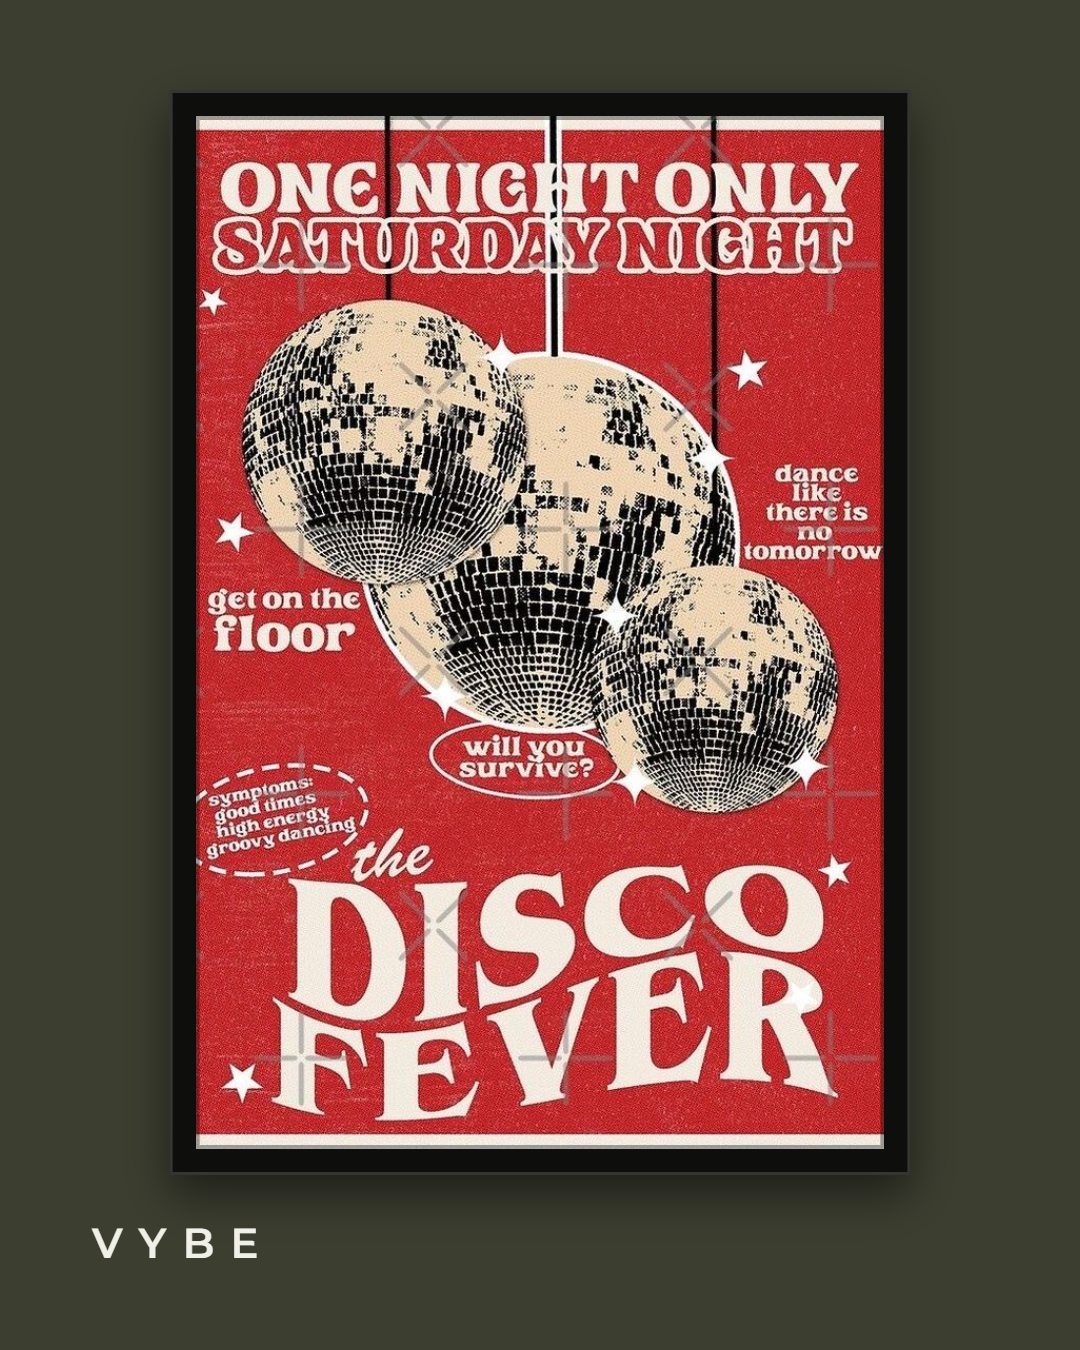 ONE NIGHT ONLY
SATURDAY NIGHT
dance
like
there is
no
tomorrow
get on the
floor
will you
survive?
symptoms:
good times
high energy
groovy dancing
the
DISCO
FEVER
VYBE